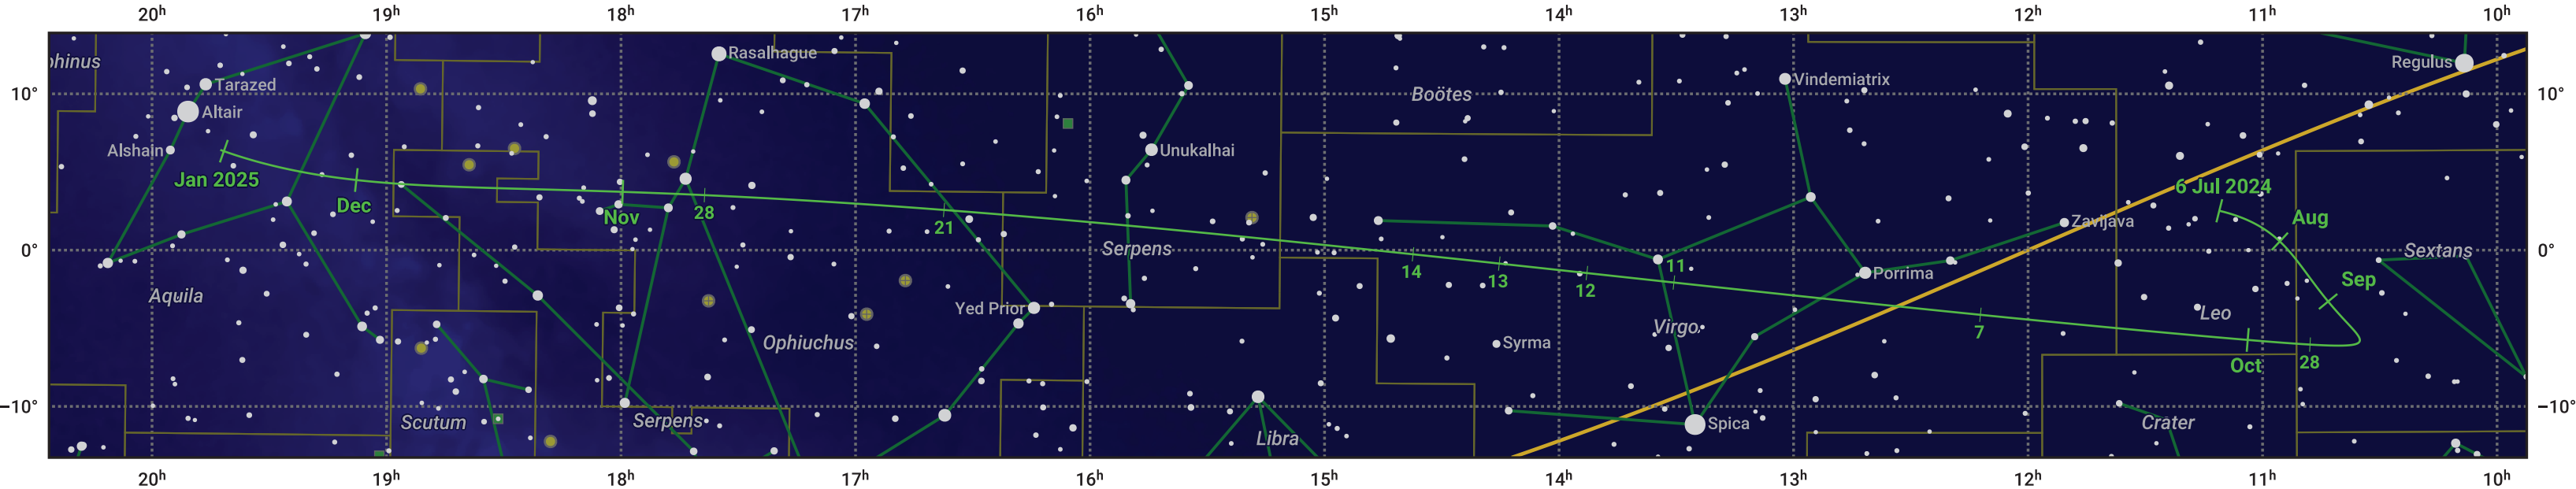 20ʰ 19ʰ 18ʰ 17ʰ 16ʰ 15ʰ 14ʰ 13ʰ 12ʰ 11ʰ 10ʰ
Rasalhague
hinus
Regulus
Tarazed
Vindemiatrix
10° Boötes 10°
Altair
Alshain Unukalhai
Jan 2025 6 Jul 2024
Dec Nov 28 Aug
21 Zavijava
0° Serpens Sextans 0°
14 13 12 11 Porrima Sep
Aquila
Yed Prior Leo
Virgo 7
Ophiuchus Syrma
Oct 28
−10° −10°
Scutum Serpens Libra Spica Crater
20ʰ 19ʰ 18ʰ 17ʰ 16ʰ 15ʰ 14ʰ 13ʰ 12ʰ 11ʰ 10ʰ